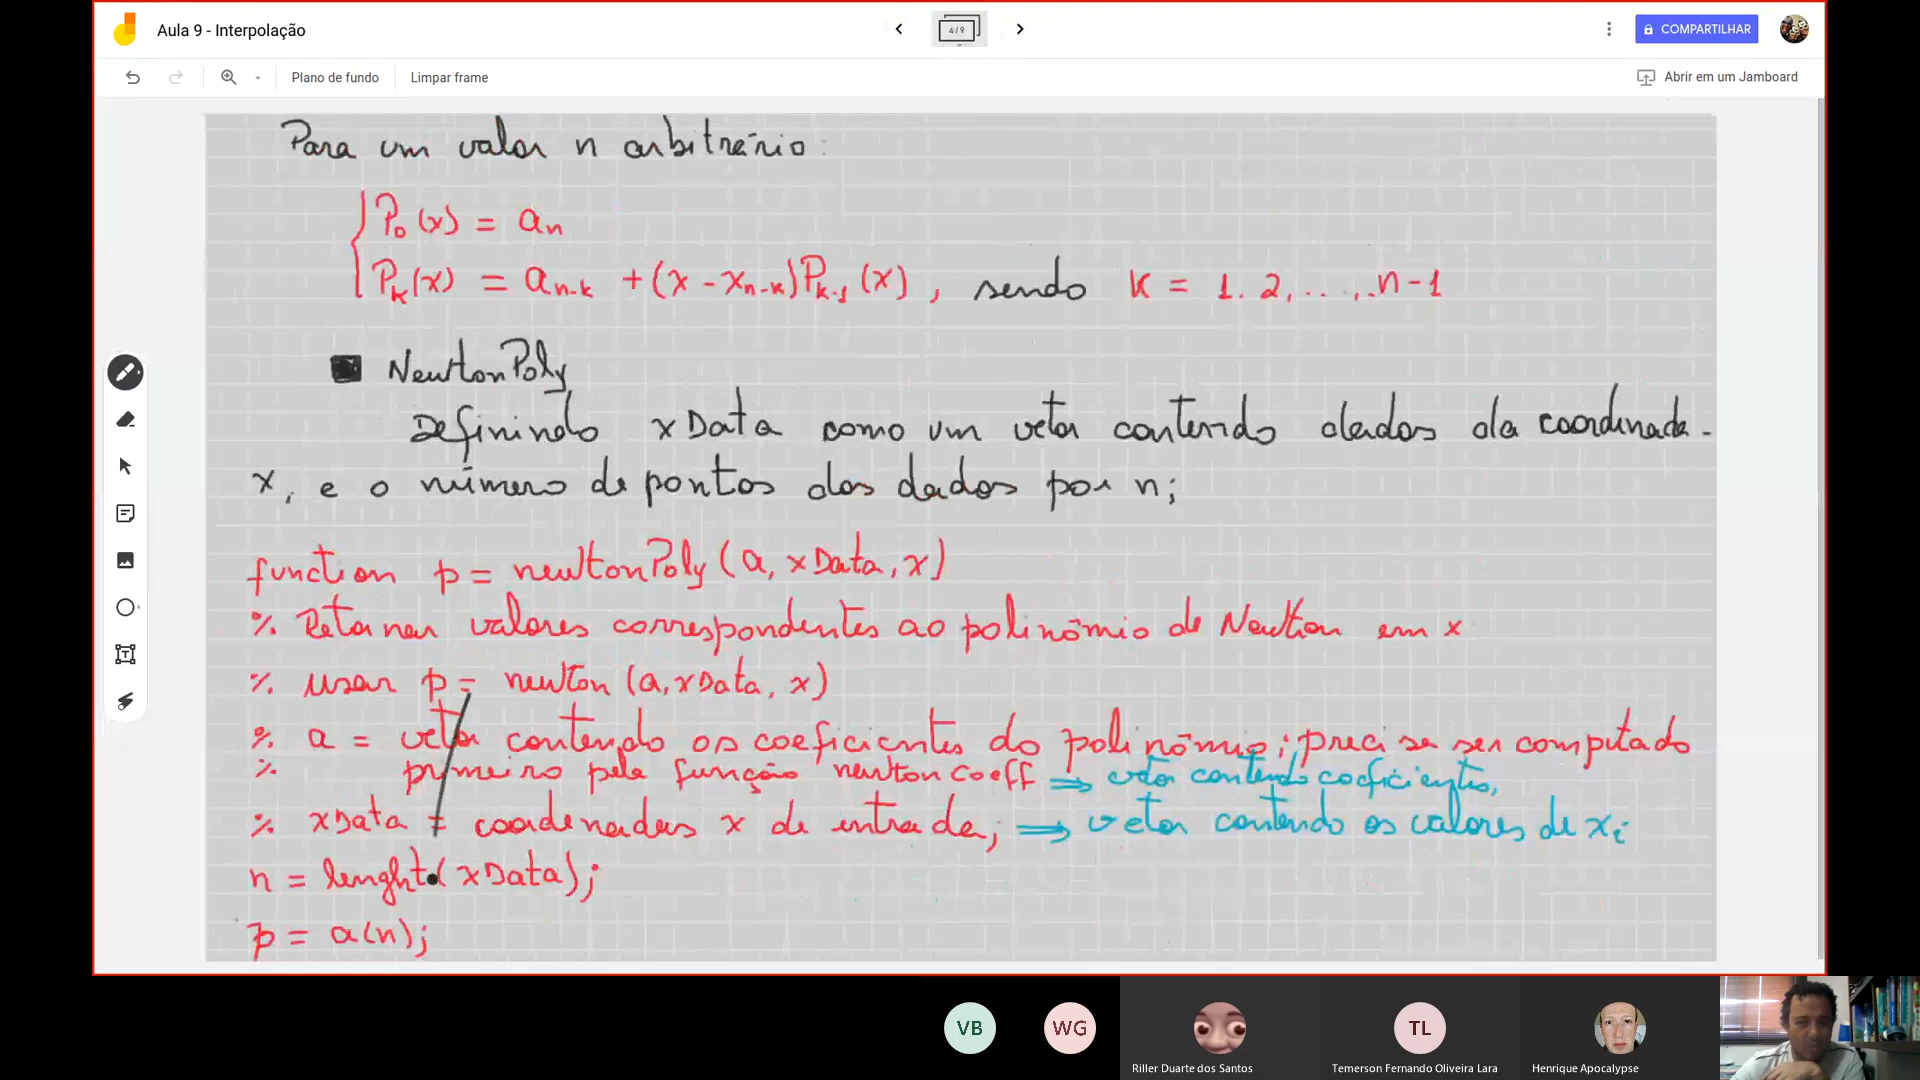 Aula 9 - Interpolação
4/9
COMPARTILHAR
Plano de fundo
Limpar frame
Abrir em um Jamboard
Para um valor n arbitrário:
P₀(x) = aₙ
Pₖ(x) = aₙ₋ₖ + (x - xₙ₋ₖ)Pₖ₋₁(x), sendo k = 1, 2, ..., n-1
NewtonPoly
Definindo xData como um vetor contendo dados da coordenada -
x, e o número de pontos dos dados por n;
function p = newtonPoly(a, xData, x)
% Retornar valores correspondentes ao polinômio de Newton em x
% usar p = newton(a, xData, x)
% a = vetor contendo os coeficientes do polinômio; precisa ser computado
% primeiro pela função newtoncoeff ⇒ vetor contendo coeficientes,
% xData = coordenadas x de entrada; ⇒ vetor contendo os valores de xᵢ
n = lenght(xData);
p = a(n);
VB
WG
TL
Riller Duarte dos Santos
Temerson Fernando Oliveira Lara
Henrique Apocalypse